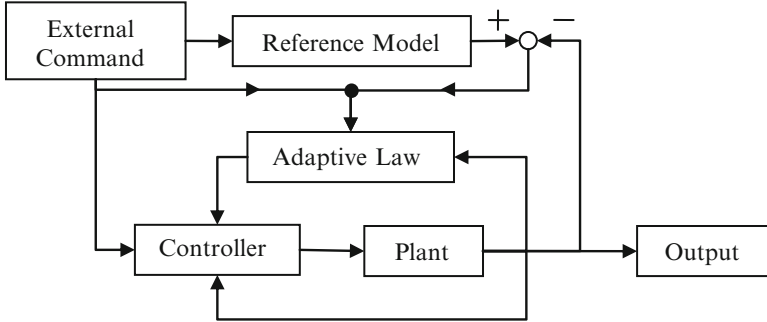 External
Command
Reference Model
+
−
Adaptive Law
Controller
Plant
Output